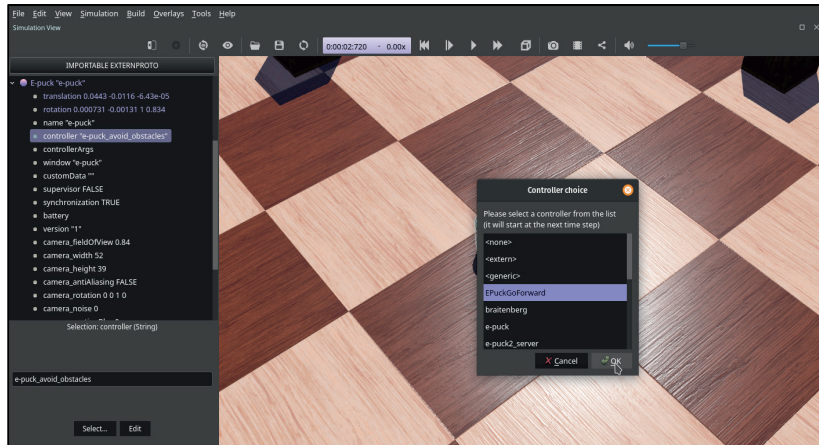 File Edit View Simulation Build Overlays Tools Help
Simulation View
0:00:02:720 - 0.00x
IMPORTABLE EXTERNPROTO
E-puck "e-puck"
translation 0.0443 -0.0116 -6.43e-05
rotation 0.000731 -0.00131 1 0.834
name "e-puck"
controller "e-puck_avoid_obstacles"
controllerArgs
window "e-puck"
customData ""
supervisor FALSE
synchronization TRUE
battery
version "1"
camera_fieldOfView 0.84
camera_width 52
camera_height 39
camera_antiAliasing FALSE
camera_rotation 0 0 1 0
camera_noise 0
Selection: controller (String)
e-puck_avoid_obstacles
Select... Edit
Controller choice
Please select a controller from the list
(it will start at the next time step)
<none>
<extern>
<generic>
EPuckGoForward
braitenberg
e-puck
e-puck2_server
Cancel OK